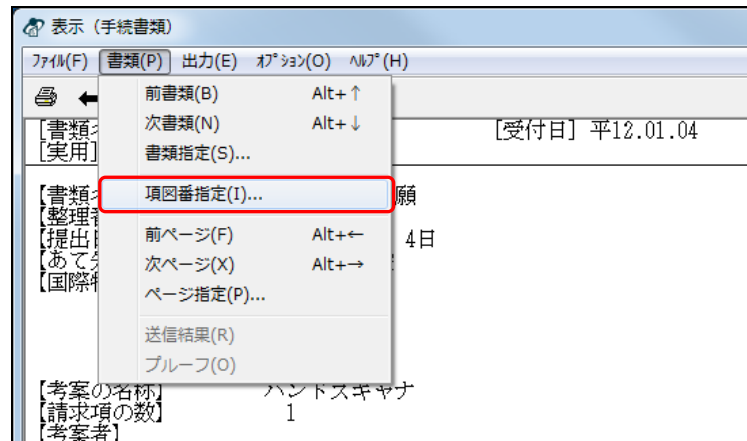 表示（手続書類）
ﾌｧｲﾙ(F) 書類(P) 出力(E) ｵﾌﾟｼｮﾝ(O) ﾍﾙﾌﾟ(H)
前書類(B) Alt+↑
次書類(N) Alt+↓
書類指定(S)...
項図番指定(I)...
前ページ(F) Alt+←
次ページ(X) Alt+→
ページ指定(P)...
送信結果(R)
プルーフ(O)
[書類 [受付日] 平12.01.04
[実用]
【書類 願
【整理
【提出 4日
【あて
【国際
【考案の名称】 ハンドスキャナ
【請求項の数】 1
【考案者】